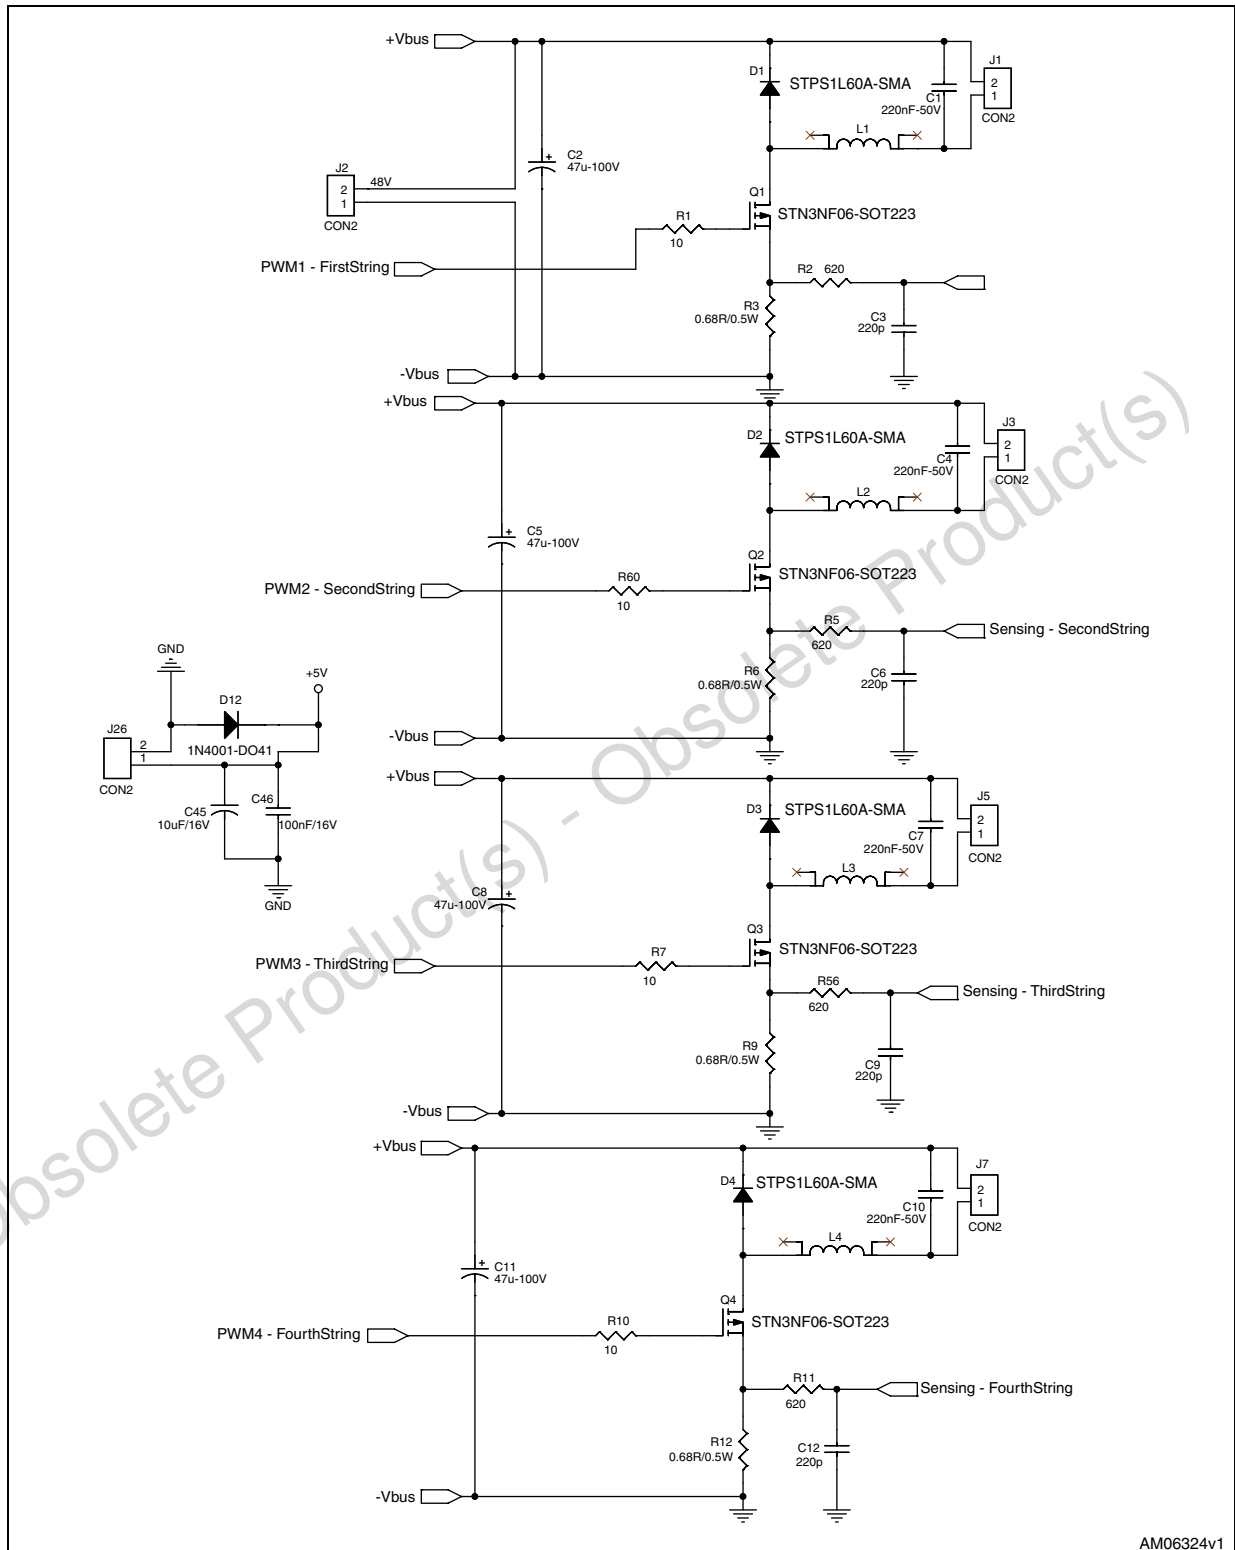 +Vbus
D1
STPS1L60A-SMA
C1
220nF-50V
J1
2
1
CON2
L1
C2
47u-100V
J2
2
1
48V
CON2
Q1
STN3NF06-SOT223
R1
10
PWM1 - FirstString
R2 620
R3
0.68R/0.5W
C3
220p
-Vbus
+Vbus
D2
STPS1L60A-SMA
C4
220nF-50V
J3
2
1
CON2
L2
C5
47u-100V
Q2
STN3NF06-SOT223
PWM2 - SecondString
R60
10
R5
620
Sensing - SecondString
R6
0.68R/0.5W
C6
220p
-Vbus
GND
+5V
D12
1N4001-DO41
J26
2
1
CON2
C45
10uF/16V
C46
100nF/16V
GND
+Vbus
D3
STPS1L60A-SMA
C7
220nF-50V
J5
2
1
CON2
L3
C8
47u-100V
Q3
STN3NF06-SOT223
PWM3 - ThirdString
R7
10
R56
620
Sensing - ThirdString
R9
0.68R/0.5W
C9
220p
-Vbus
+Vbus
D4
STPS1L60A-SMA
C10
220nF-50V
J7
2
1
CON2
L4
C11
47u-100V
Q4
STN3NF06-SOT223
PWM4 - FourthString
R10
10
R11
620
Sensing - FourthString
R12
0.68R/0.5W
C12
220p
-Vbus
Obsolete Product(s) - Obsolete Product(s)
AM06324v1